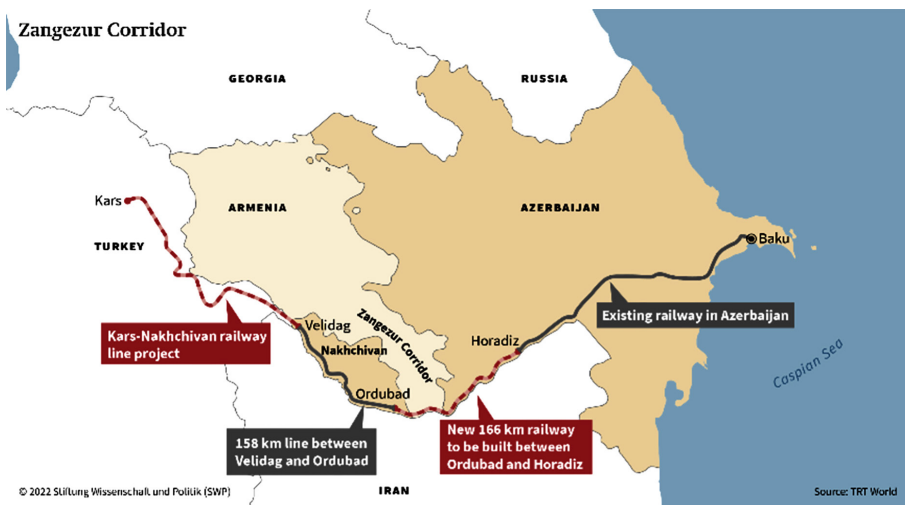 Zangezur Corridor
GEORGIA
RUSSIA
Kars
ARMENIA
AZERBAIJAN
TURKEY
Baku
Kars-Nakhchivan railway
line project
Velidag
Zangezur Corridor
Horadiz
Existing railway in Azerbaijan
Nakhchivan
Caspian Sea
Ordubad
158 km line between
Velidag and Ordubad
New 166 km railway
to be built between
Ordubad and Horadiz
© 2022 Stiftung Wissenschaft und Politik (SWP)
IRAN
Source: TRT World